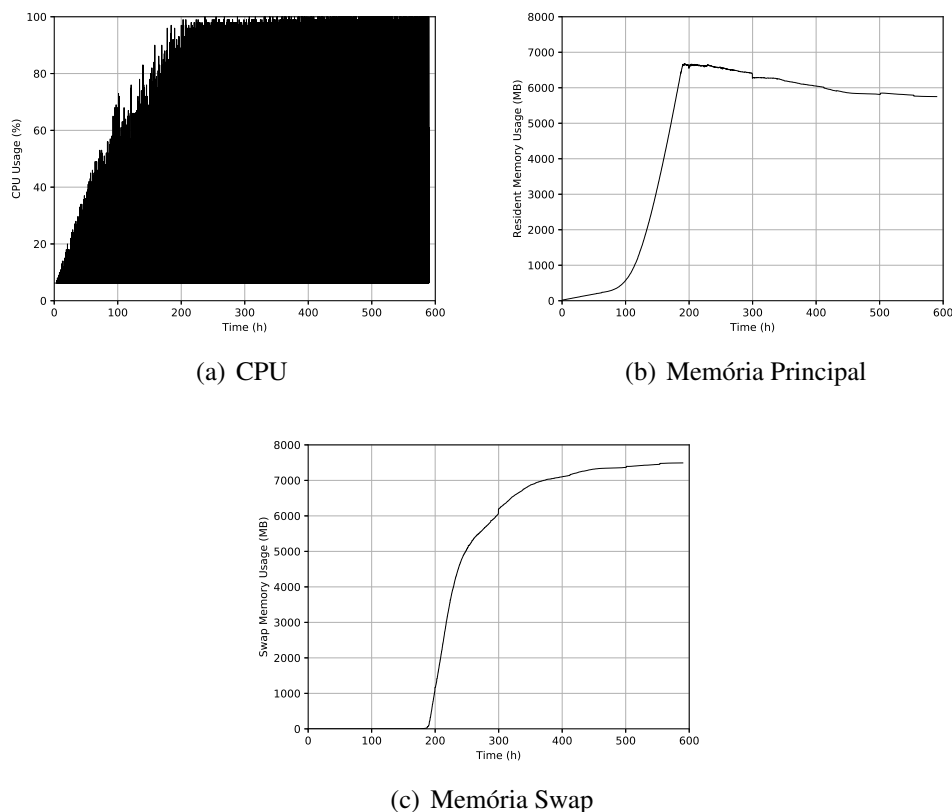 100
80
60
40
20
0
CPU Usage (%)
0 100 200 300 400 500 600
Time (h)
(a) CPU
8000
7000
6000
5000
4000
3000
2000
1000
0
Resident Memory Usage (MB)
0 100 200 300 400 500 600
Time (h)
(b) Memória Principal
8000
7000
6000
5000
4000
3000
2000
1000
0
Swap Memory Usage (MB)
0 100 200 300 400 500 600
Time (h)
(c) Memória Swap